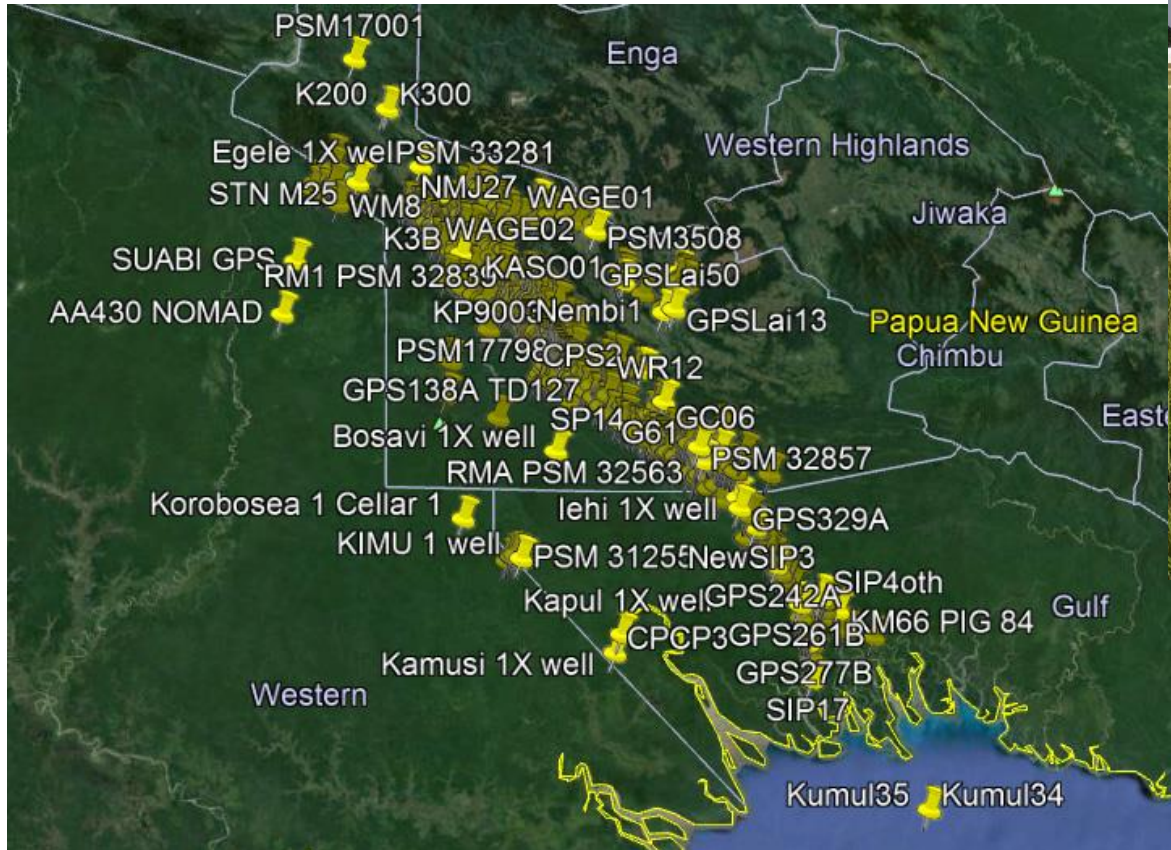 PSM17001
Enga
K200
K300
Western Highlands
Egele 1X well
PSM 33281
STN M25
WM8
NMJ27
WAGE01
Jiwaka
K3B
WAGE02
PSM3508
SUABI GPS
RM1 PSM 32839
KASO01
GPSLai50
AA430 NOMAD
KP9003
Nembi1
GPSLai13
Papua New Guinea
PSM17798
CPS2
WR12
Chimbu
GPS138A TD127
SP14
G61
GC06
East
Bosavi 1X well
RMA PSM 32563
PSM 32857
Korobosea 1 Cellar 1
Iehi 1X well
GPS329A
KIMU 1 well
PSM 31255
NewSIP3
Kapul 1X well
GPS242A
SIP4oth
Gulf
CPCP3
GPS261B
KM66 PIG 84
Kamusi 1X well
GPS277B
Western
SIP17
Kumul35
Kumul34